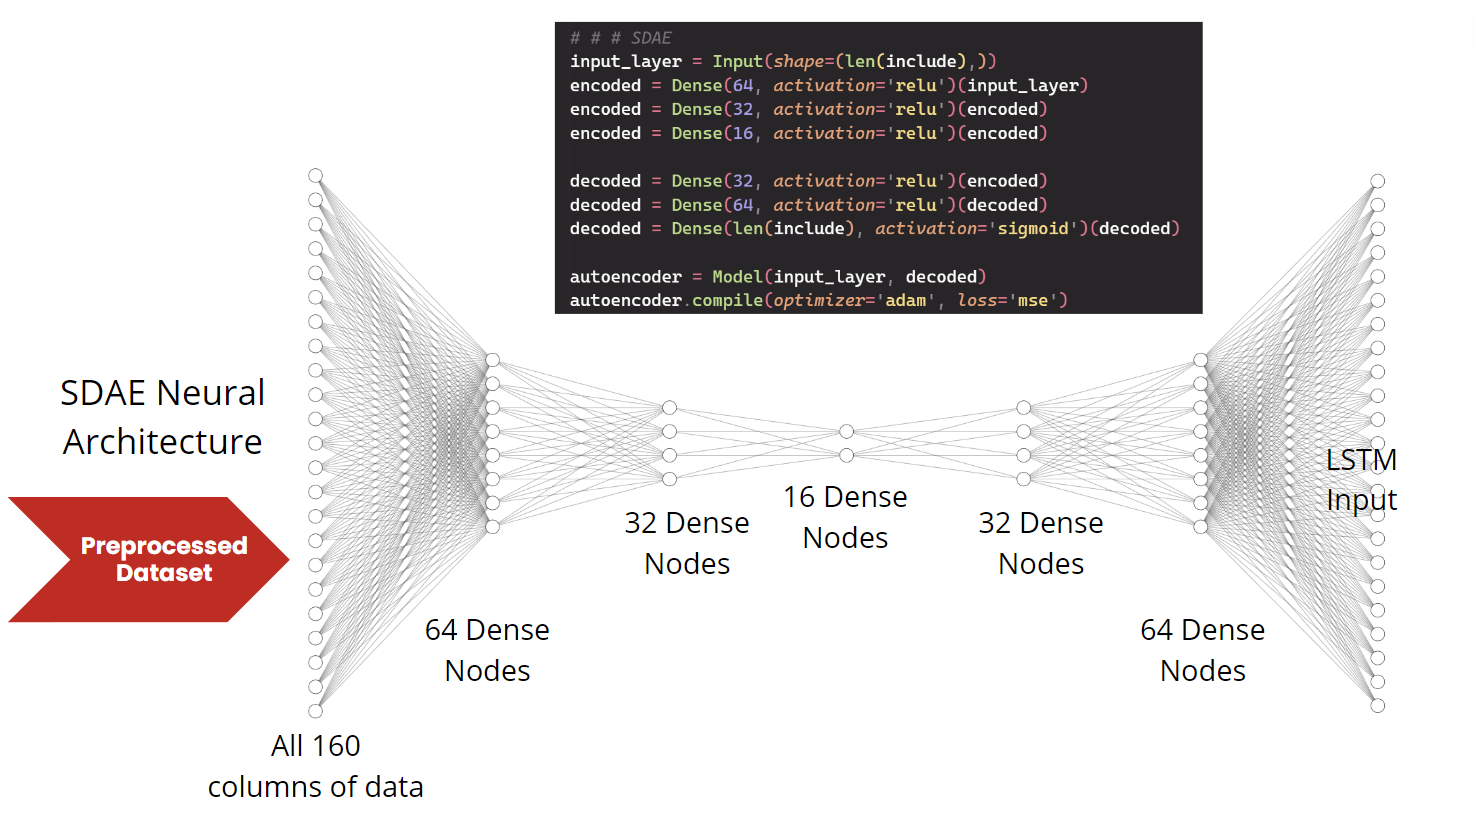 # # # SDAE
input_layer = Input(shape=(len(include),))
encoded = Dense(64, activation='relu')(input_layer)
encoded = Dense(32, activation='relu')(encoded)
encoded = Dense(16, activation='relu')(encoded)
decoded = Dense(32, activation='relu')(encoded)
decoded = Dense(64, activation='relu')(decoded)
decoded = Dense(len(include), activation='sigmoid')(decoded)
autoencoder = Model(input_layer, decoded)
autoencoder.compile(optimizer='adam', loss='mse')
SDAE Neural
Architecture
Preprocessed
Dataset
All 160
columns of data
64 Dense
Nodes
32 Dense
Nodes
16 Dense
Nodes
32 Dense
Nodes
64 Dense
Nodes
LSTM
Input